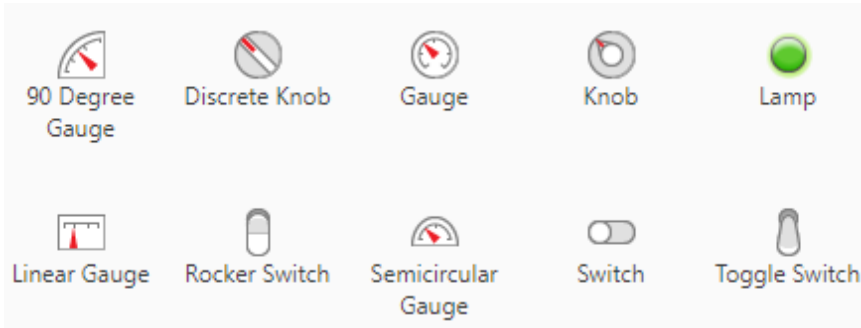 90 Degree
Gauge
Discrete Knob
Gauge
Knob
Lamp
Linear Gauge
Rocker Switch
Semicircular
Gauge
Switch
Toggle Switch